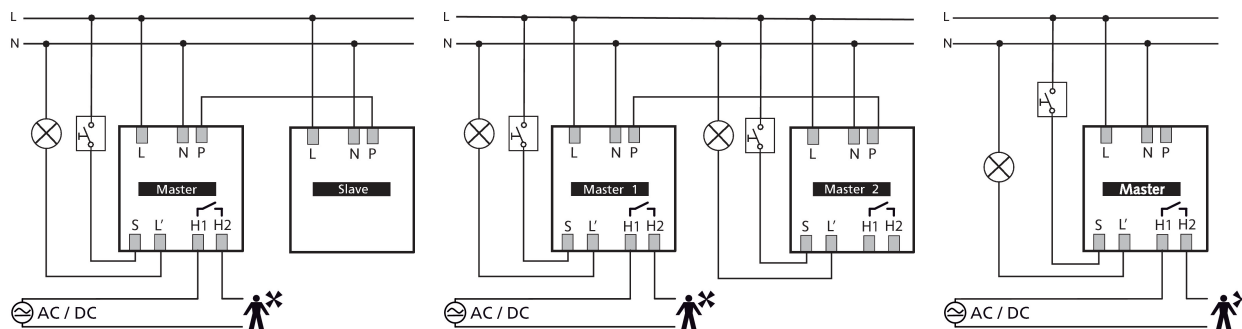 L
N
L N P
Master
S L' H1 H2
AC / DC
L N P
Slave
L
N
L N P
Master 1
S L' H1 H2
AC / DC
L N P
Master 2
S L' H1 H2
L
N
L N P
Master
S L' H1 H2
AC / DC